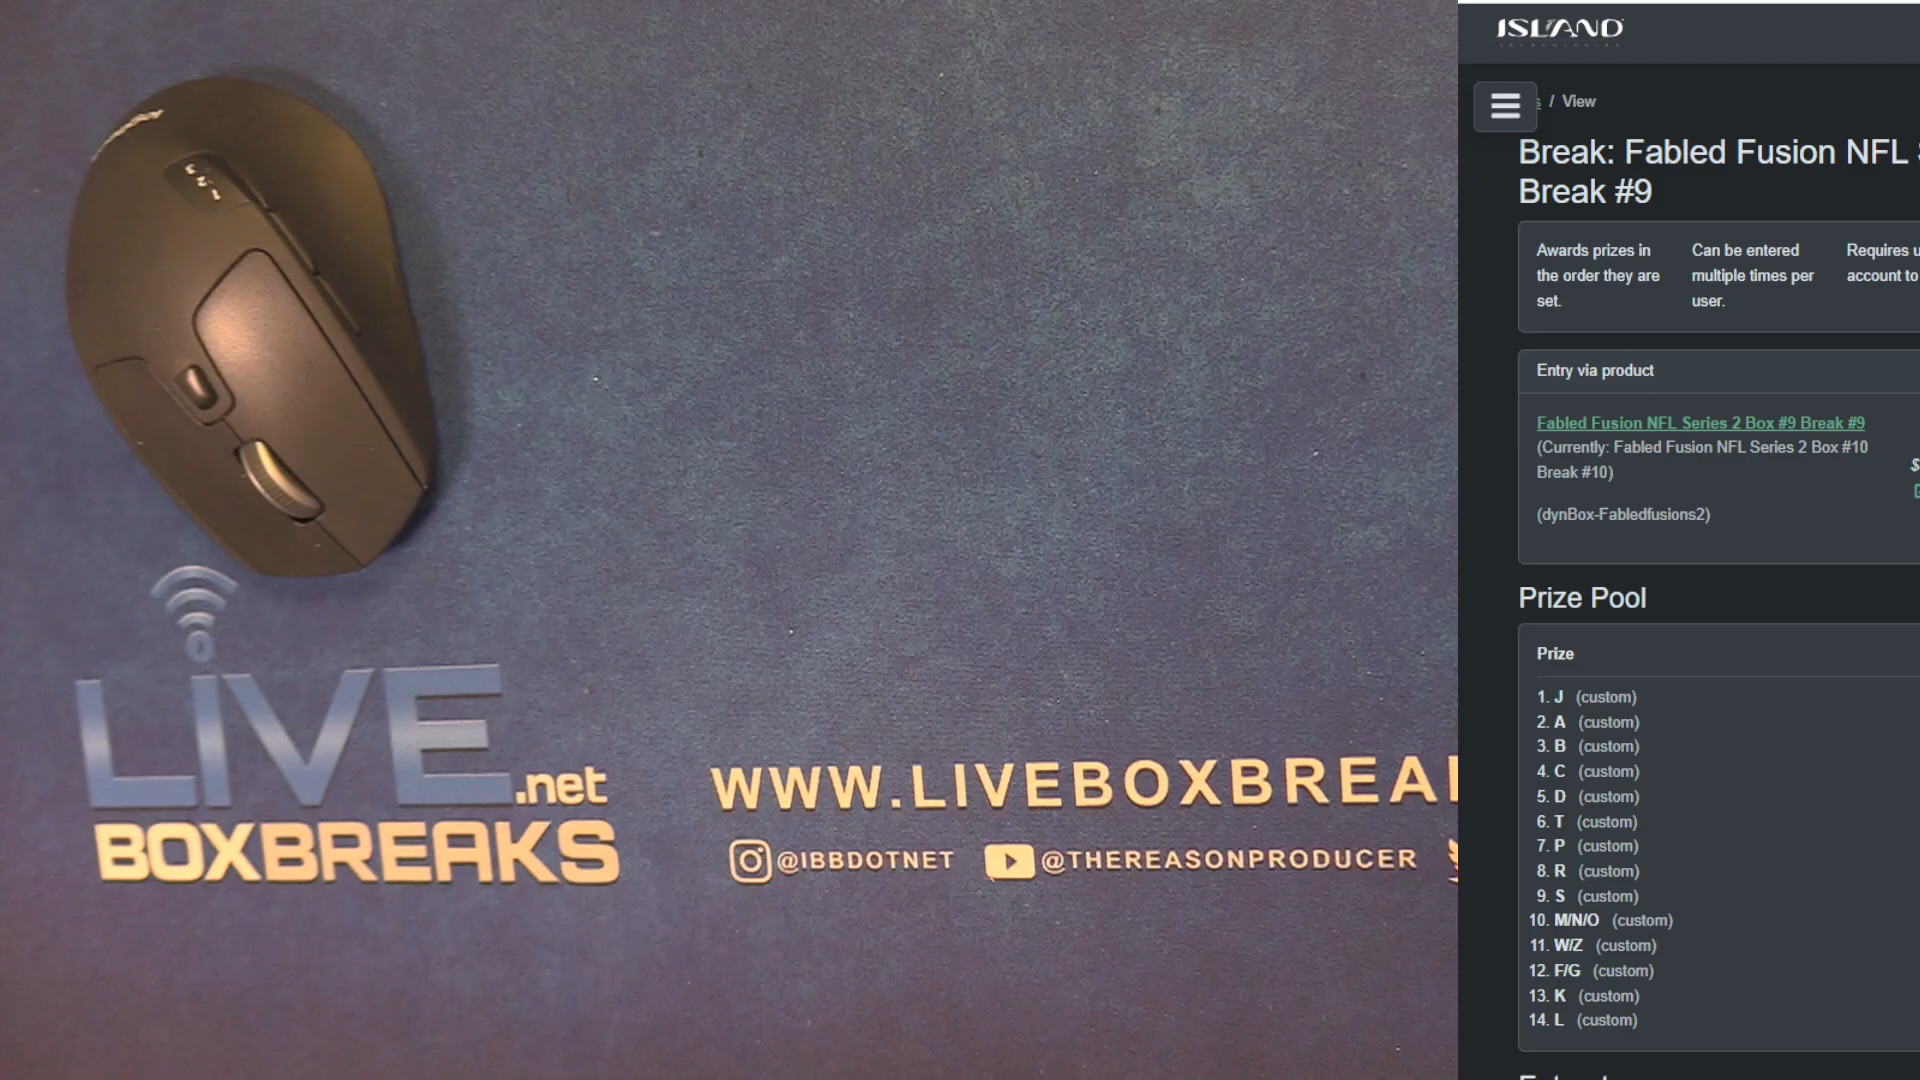 LIVE.net
BOXBREAKS
WWW.LIVEBOXBREA
@IBBDOTNET
@THEREASONPRODUCER
ISLAND
/ View
Break: Fabled Fusion NFL
Break #9
Awards prizes in
the order they are
set.
Can be entered
multiple times per
user.
Requires u
account to
Entry via product
Fabled Fusion NFL Series 2 Box #9 Break #9
(Currently: Fabled Fusion NFL Series 2 Box #10
Break #10)
(dynBox-Fabledfusions2)
$
Prize Pool
Prize
1. J (custom)
2. A (custom)
3. B (custom)
4. C (custom)
5. D (custom)
6. T (custom)
7. P (custom)
8. R (custom)
9. S (custom)
10. M/N/O (custom)
11. W/Z (custom)
12. F/G (custom)
13. K (custom)
14. L (custom)